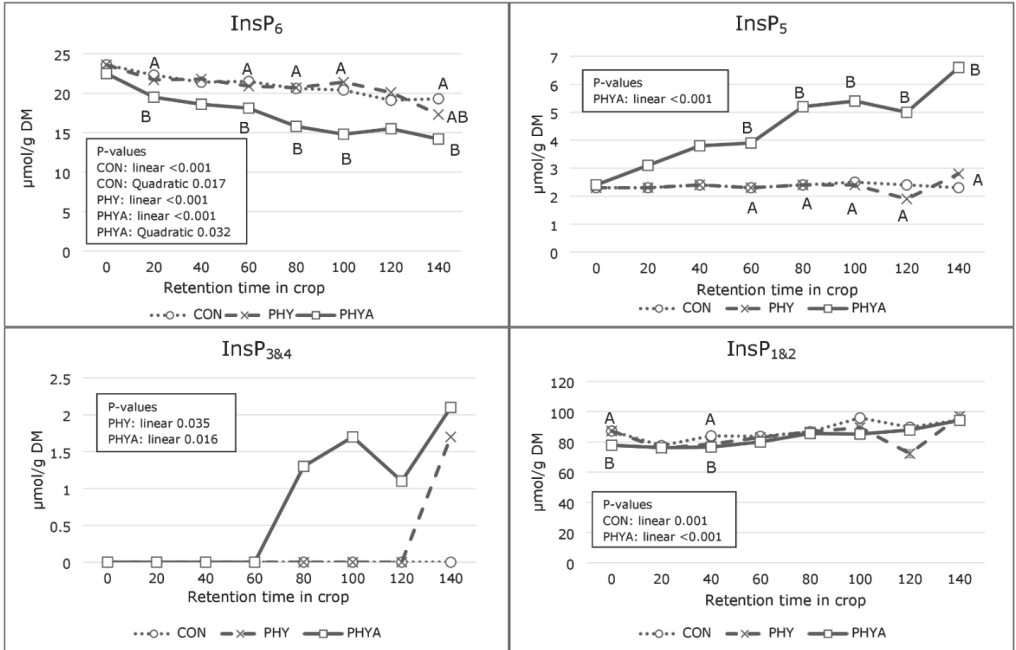 InsP6
25
20
15
10
5
0
μmol/g DM
A
A
A
A
A
B
B
B
B
AB
B
P-values
CON: linear <0.001
CON: Quadratic 0.017
PHY: linear <0.001
PHYA: linear <0.001
PHYA: Quadratic 0.032
0 20 40 60 80 100 120 140
Retention time in crop
CON PHY PHYA
InsP5
7
6
5
4
3
2
1
0
μmol/g DM
P-values
PHYA: linear <0.001
B
B
B
B
B
A
A
A
A
A
0 20 40 60 80 100 120 140
Retention time in crop
CON PHY PHYA
InsP3&4
2.5
2
1.5
1
0.5
0
μmol/g DM
P-values
PHY: linear 0.035
PHYA: linear 0.016
0 20 40 60 80 100 120 140
Retention time in crop
CON PHY PHYA
InsP1&2
120
100
80
60
40
20
0
μmol/g DM
A
A
B
B
P-values
CON: linear 0.001
PHYA: linear <0.001
0 20 40 60 80 100 120 140
Retention time in crop
CON PHY PHYA